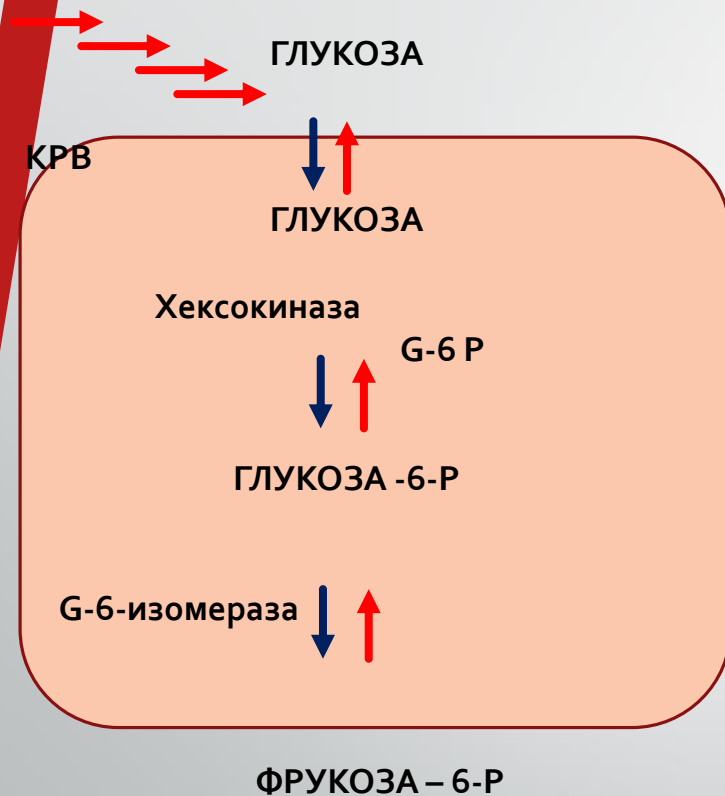 ГЛУКОЗА
КРВ
ГЛУКОЗА
Хексокиназа
G-6 P
ГЛУКОЗА -6-Р
G-6-изомераза
ФРУКОЗА – 6-Р